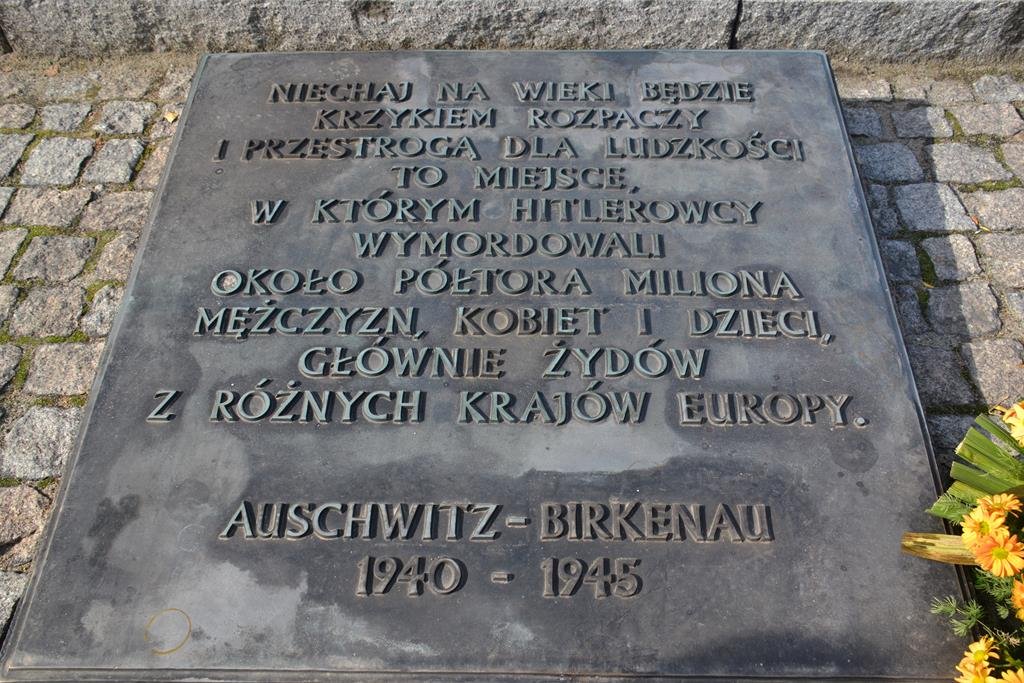 NIECHAJ NA WIEKI BĘDZIE
KRZYKIEM ROZPACZY
I PRZESTROGĄ DLA LUDZKOŚCI
TO MIEJSCE,
W KTÓRYM HITLEROWCY
WYMORDOWALI
OKOŁO PÓŁTORA MILIONA
MĘŻCZYZN, KOBIET I DZIECI,
GŁÓWNIE ŻYDÓW
Z RÓŻNYCH KRAJÓW EUROPY.
AUSCHWITZ - BIRKENAU
1940 - 1945